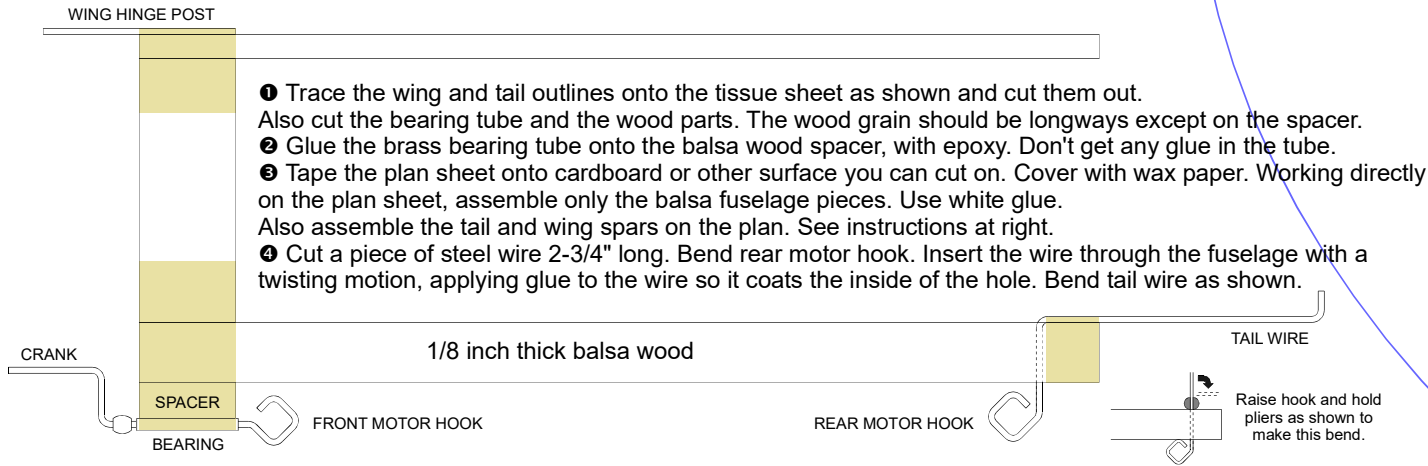 WING HINGE POST
❶ Trace the wing and tail outlines onto the tissue sheet as shown and cut them out.
Also cut the bearing tube and the wood parts. The wood grain should be longways except on the spacer.
❷ Glue the brass bearing tube onto the balsa wood spacer, with epoxy. Don't get any glue in the tube.
❸ Tape the plan sheet onto cardboard or other surface you can cut on. Cover with wax paper. Working directly
on the plan sheet, assemble only the balsa fuselage pieces. Use white glue.
Also assemble the tail and wing spars on the plan. See instructions at right.
❹ Cut a piece of steel wire 2-3/4" long. Bend rear motor hook. Insert the wire through the fuselage with a
twisting motion, applying glue to the wire so it coats the inside of the hole. Bend tail wire as shown.
TAIL WIRE
CRANK
1/8 inch thick balsa wood
SPACER
FRONT MOTOR HOOK
REAR MOTOR HOOK
BEARING
Raise hook and hold
pliers as shown to
make this bend.